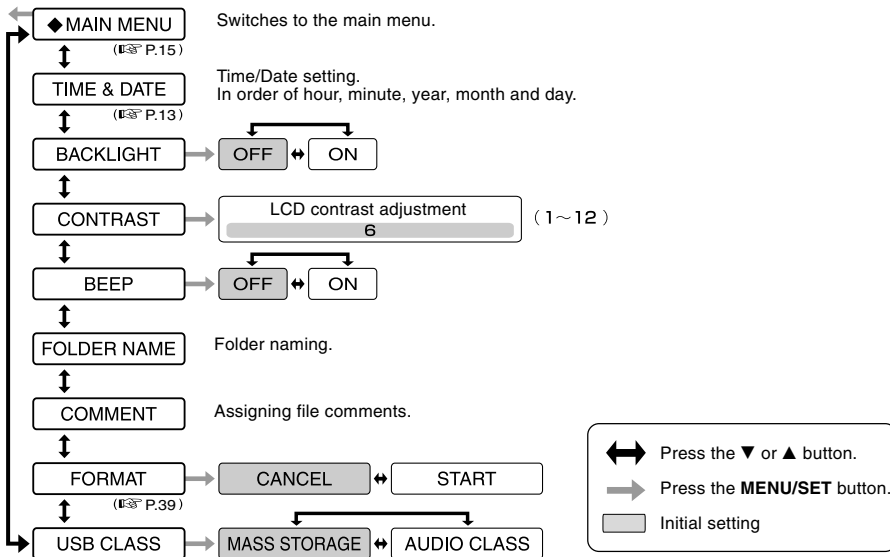 ◆MAIN MENU Switches to the main menu.
(☞ P.15)
TIME & DATE Time/Date setting.
In order of hour, minute, year, month and day.
(☞ P.13)
BACKLIGHT OFF ON
CONTRAST LCD contrast adjustment
6
(1~12)
BEEP OFF ON
FOLDER NAME Folder naming.
COMMENT Assigning file comments.
FORMAT CANCEL START
(☞ P.39)
USB CLASS MASS STORAGE AUDIO CLASS
Press the ▼ or ▲ button.
Press the MENU/SET button.
Initial setting